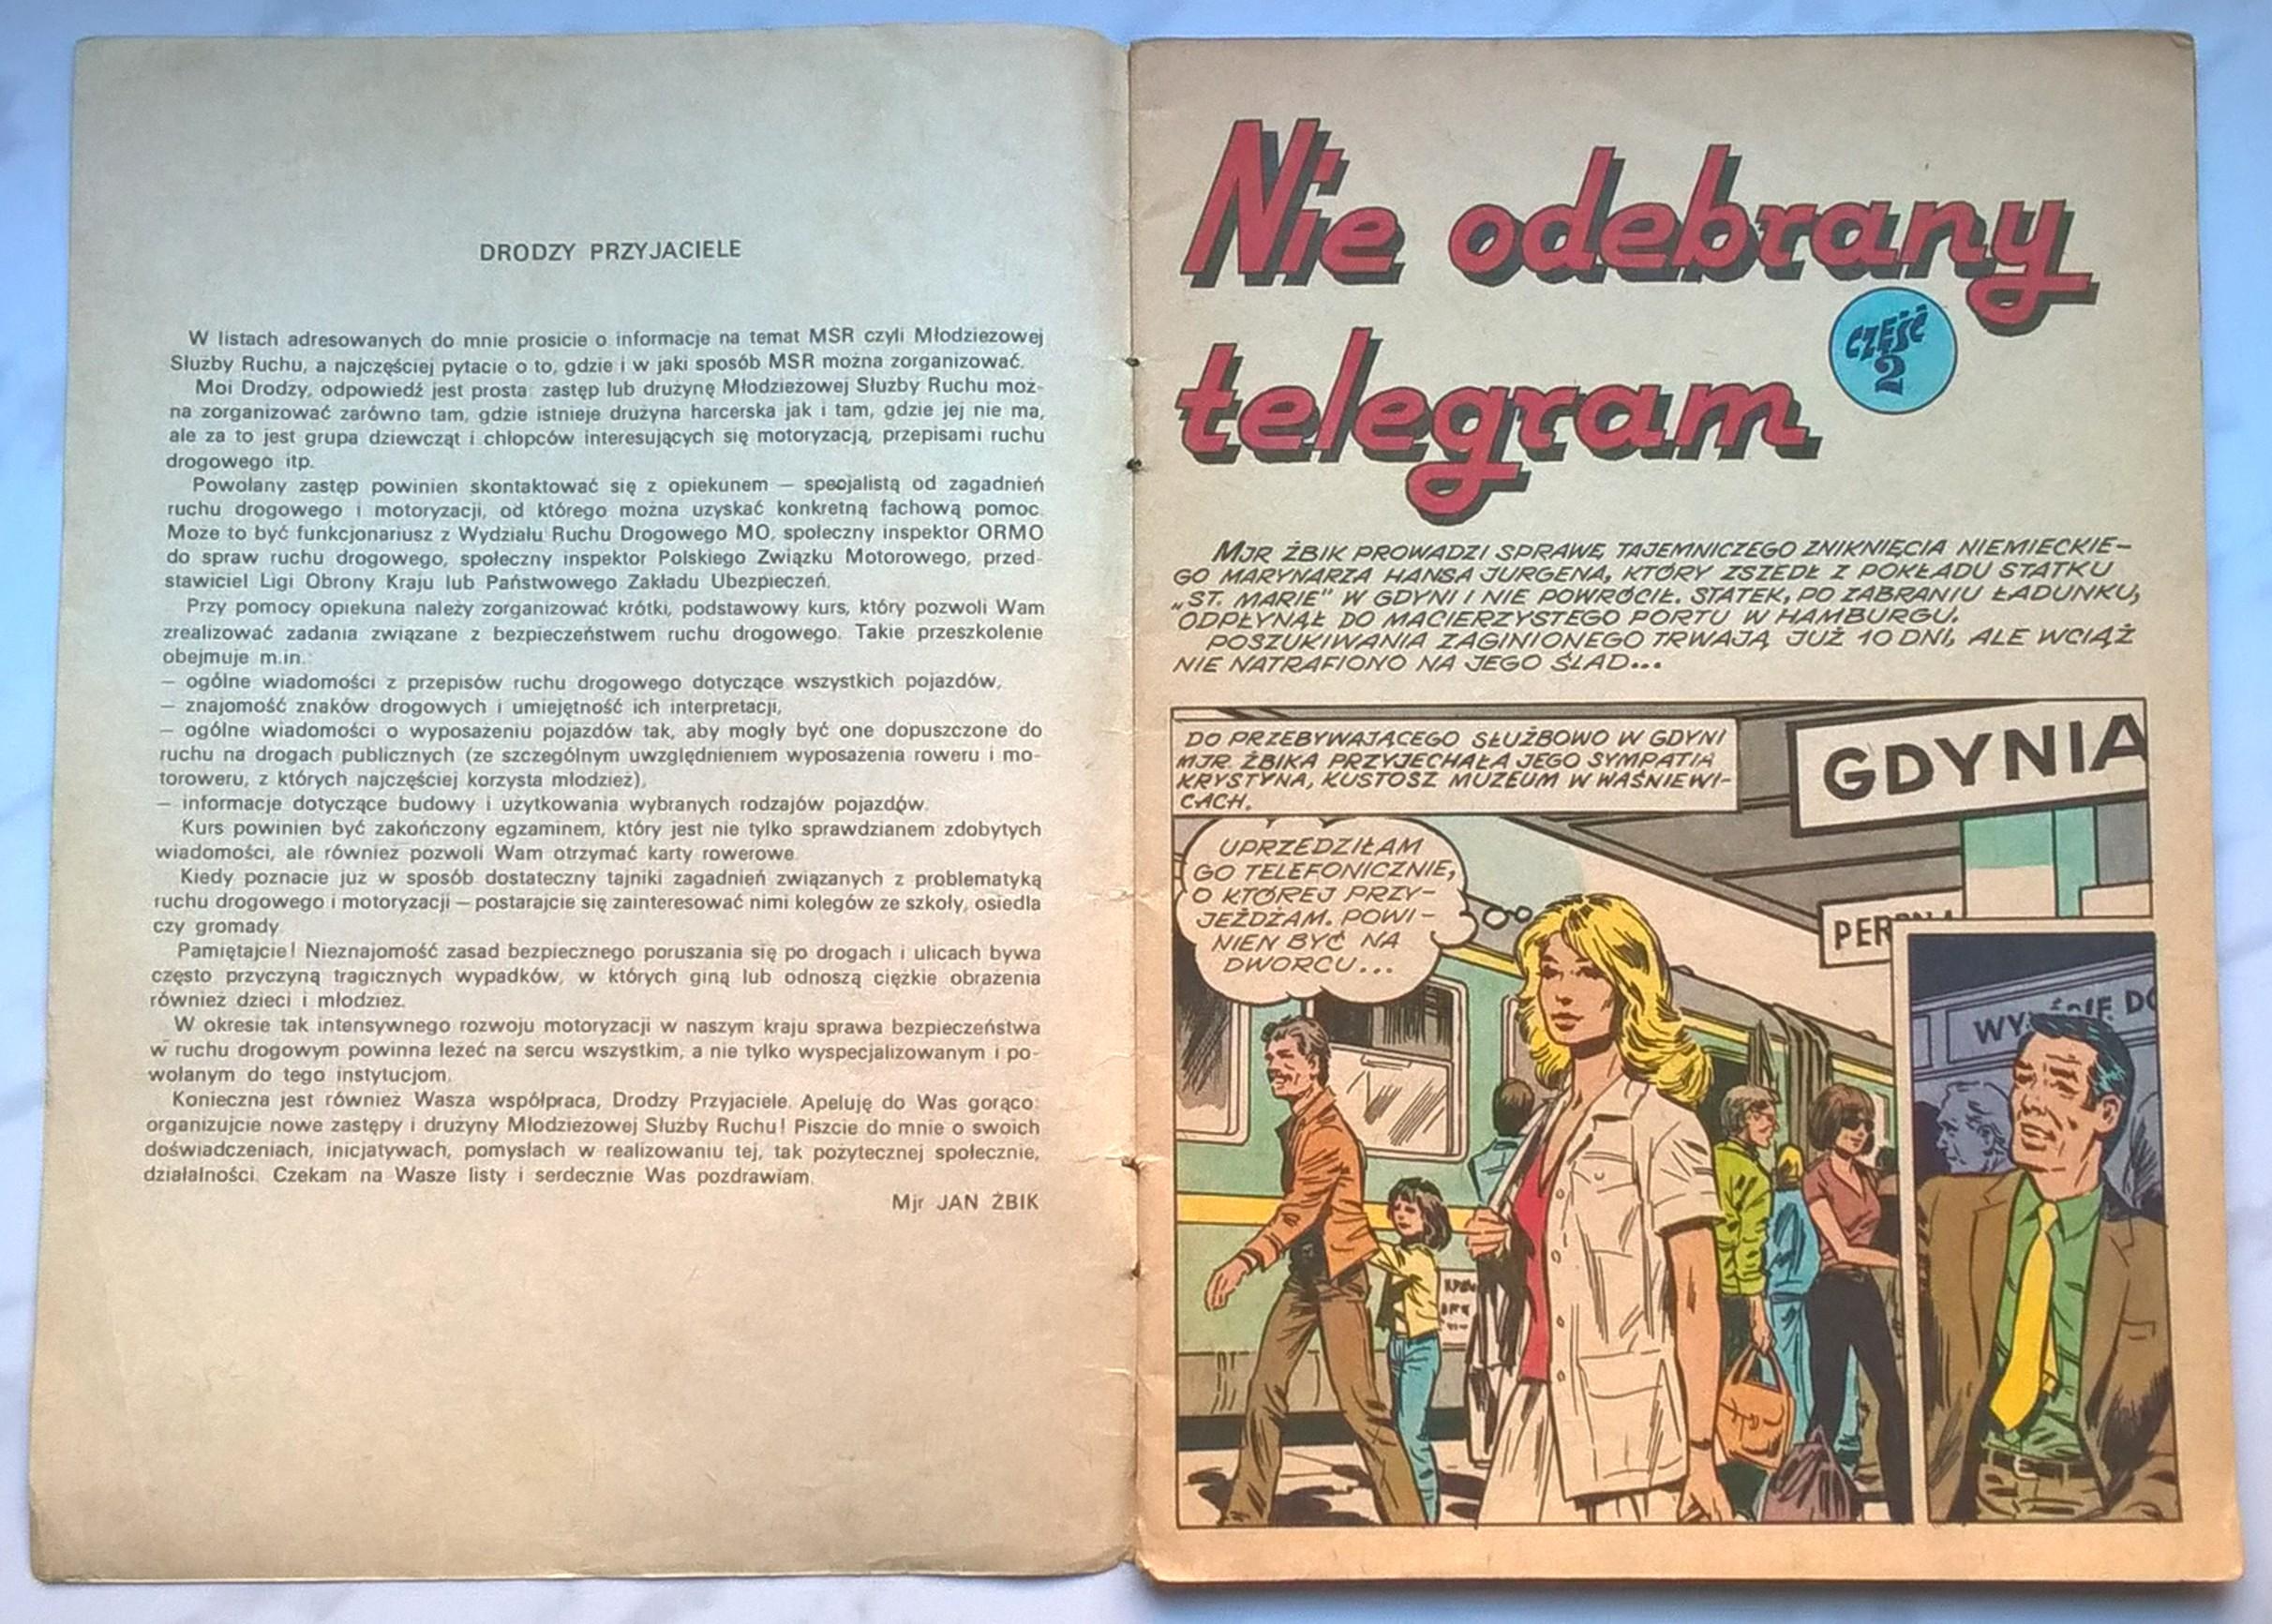 DRODZY PRZYJACIELE
W listach adresowanych do mnie prosicie o informacje na temat MSR czyli Młodzieżowej
Służby Ruchu, a najczęściej pytacie o to, gdzie i w jaki sposób MSR można zorganizować.
Moi Drodzy, odpowiedź jest prosta: zastęp lub drużynę Młodzieżowej Służby Ruchu moż-
na zorganizować zarówno tam, gdzie istnieje drużyna harcerska jak i tam, gdzie jej nie ma,
ale za to jest grupa dziewcząt i chłopców interesujących się motoryzacją, przepisami ruchu
drogowego itp.
Powołany zastęp powinien skontaktować się z opiekunem — specjalistą od zagadnień
ruchu drogowego i motoryzacji, od którego można uzyskać konkretną fachową pomoc.
Może to być funkcjonariusz z Wydziału Ruchu Drogowego MO, społeczny inspektor ORMO
do spraw ruchu drogowego, społeczny inspektor Polskiego Związku Motorowego, przed-
stawiciel Ligi Obrony Kraju lub Państwowego Zakładu Ubezpieczeń.
Przy pomocy opiekuna należy zorganizować krótki, podstawowy kurs, który pozwoli Wam
zrealizować zadania związane z bezpieczeństwem ruchu drogowego. Takie przeszkolenie
obejmuje m.in.:
— ogólne wiadomości z przepisów ruchu drogowego dotyczące wszystkich pojazdów,
— znajomość znaków drogowych i umiejętność ich interpretacji,
— ogólne wiadomości o wyposażeniu pojazdów tak, aby mogły być one dopuszczone do
ruchu na drogach publicznych (ze szczególnym uwzględnieniem wyposażenia roweru i mo-
toroweru, z których najczęściej korzysta młodzież),
— informacje dotyczące budowy i użytkowania wybranych rodzajów pojazdów.
Kurs powinien być zakończony egzaminem, który jest nie tylko sprawdzianem zdobytych
wiadomości, ale również pozwoli Wam otrzymać karty rowerowe.
Kiedy poznacie już w sposób dostateczny tajniki zagadnień związanych z problematyką
ruchu drogowego i motoryzacji — postarajcie się zainteresować nimi kolegów ze szkoły, osiedla
czy gromady.
Pamiętajcie! Nieznajomość zasad bezpiecznego poruszania się po drogach i ulicach bywa
często przyczyną tragicznych wypadków, w których giną lub odnoszą ciężkie obrażenia
również dzieci i młodzież.
W okresie tak intensywnego rozwoju motoryzacji w naszym kraju sprawa bezpieczeństwa
w ruchu drogowym powinna leżeć na sercu wszystkim, a nie tylko wyspecjalizowanym i po-
wołanym do tego instytucjom.
Konieczna jest również Wasza współpraca, Drodzy Przyjaciele. Apeluję do Was gorąco:
organizujcie nowe zastępy i drużyny Młodzieżowej Służby Ruchu! Piszcie do mnie o swoich
doświadczeniach, inicjatywach, pomysłach w realizowaniu tej, tak pożytecznej społecznie,
działalności. Czekam na Wasze listy i serdecznie Was pozdrawiam.
Mjr JAN ŻBIK
Nie odebrany
telegram
CZĘŚĆ
2
MJR ŻBIK PROWADZI SPRAWĘ TAJEMNICZEGO ZNIKNIĘCIA NIEMIECKIE-
GO MARYNARZA HANSA JURGENA, KTÓRY ZSZEDŁ Z POKŁADU STATKU
„ST. MARIE" W GDYNI I NIE POWRÓCIŁ. STATEK, PO ZABRANIU ŁADUNKU,
ODPŁYNĄŁ DO MACIERZYSTEGO PORTU W HAMBURGU.
POSZUKIWANIA ZAGINIONEGO TRWAJĄ JUŻ 10 DNI, ALE WCIĄŻ
NIE NATRAFIONO NA JEGO ŚLAD...
DO PRZEBYWAJĄCEGO SŁUŻBOWO W GDYNI
MJR. ŻBIKA PRZYJECHAŁA JEGO SYMPATIA
KRYSTYNA, KUSTOSZ MUZEUM W WAŚNIEWI-
CACH.
GDYNIA
UPRZEDZIŁAM
GO TELEFONICZNIE,
O KTÓREJ PRZY-
JEŻDŻAM. POWI-
NIEN BYĆ NA
DWORCU...
PER
DO